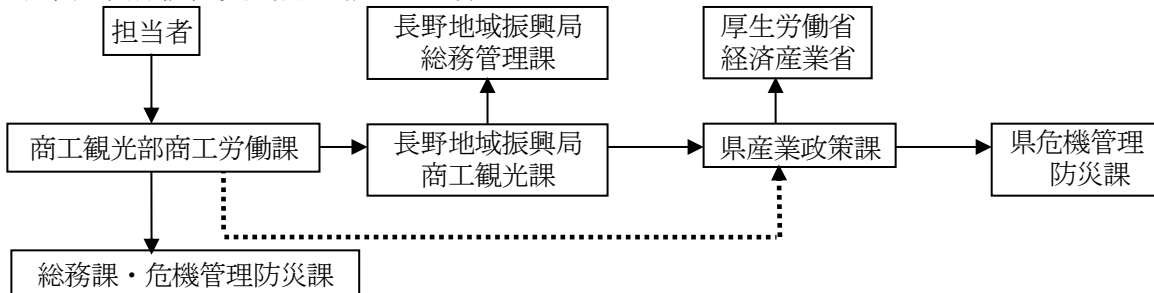 担当者
長野地域振興局
総務管理課
厚生労働省
経済産業省
商工観光部商工労働課
長野地域振興局
商工観光課
県産業政策課
県危機管理
防災課
総務課・危機管理防災課